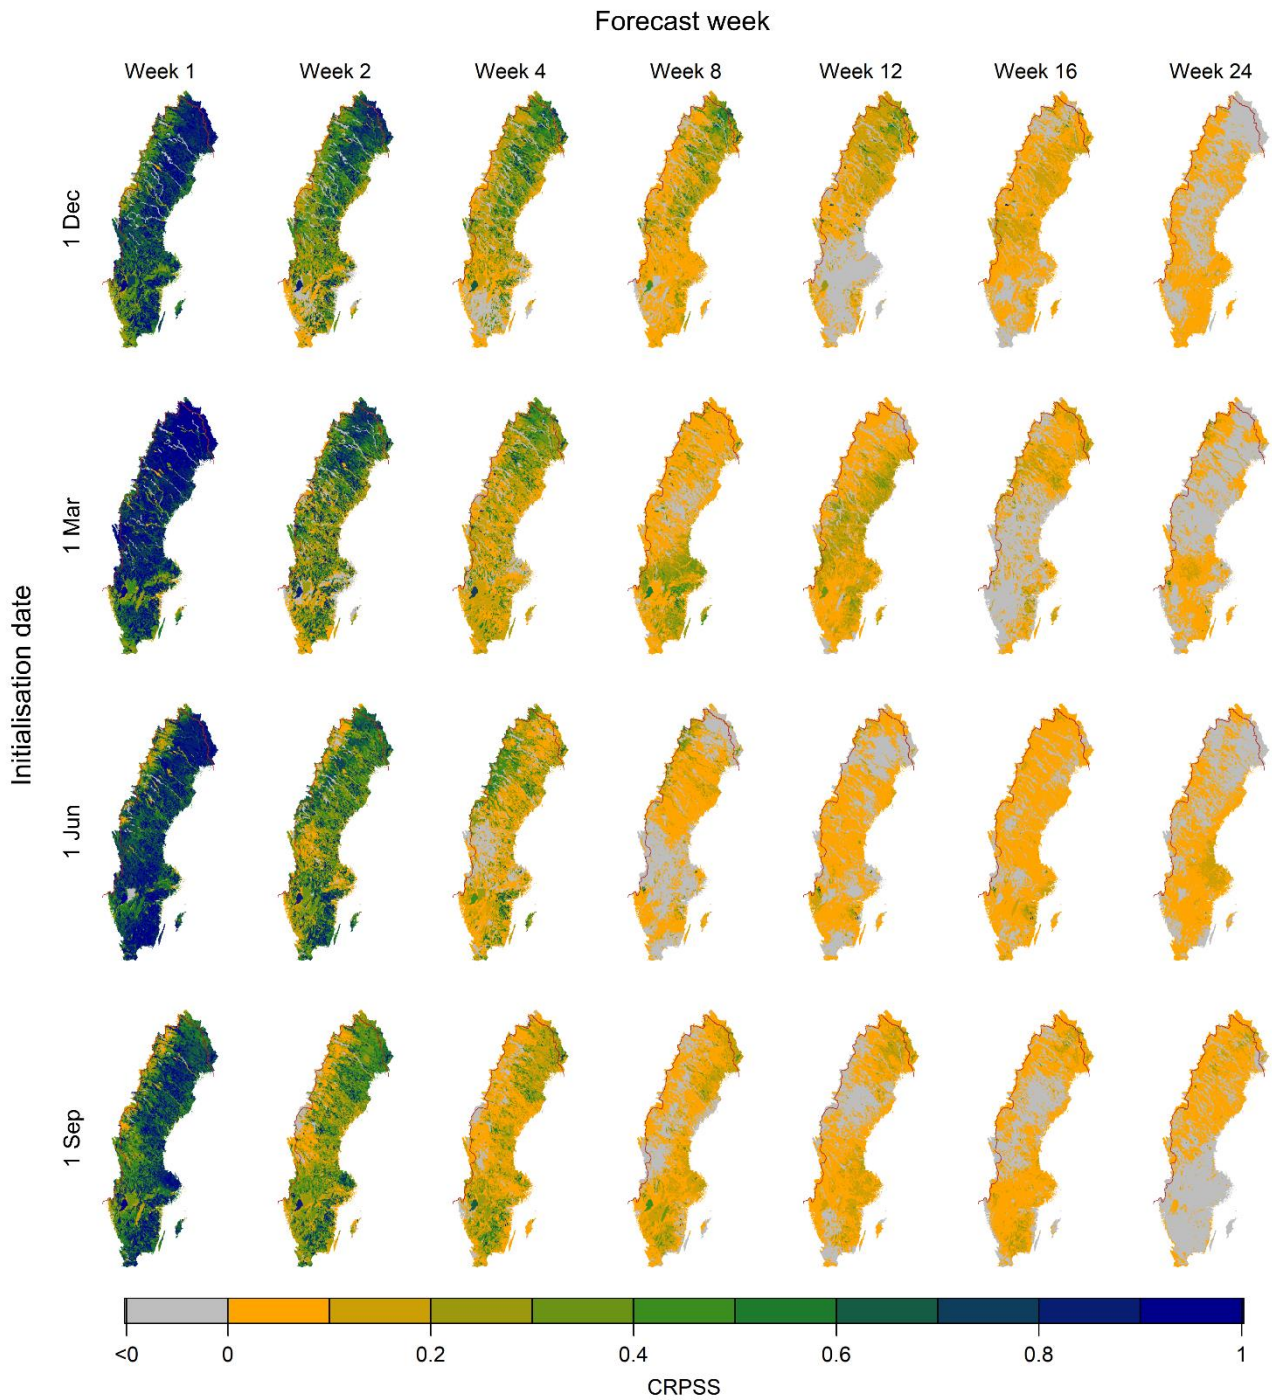 Forecast week
Week 1 Week 2 Week 4 Week 8 Week 12 Week 16 Week 24
Initialisation date
1 Dec
1 Mar
1 Jun
1 Sep
<0 0 0.2 0.4 0.6 0.8 1
CRPSS